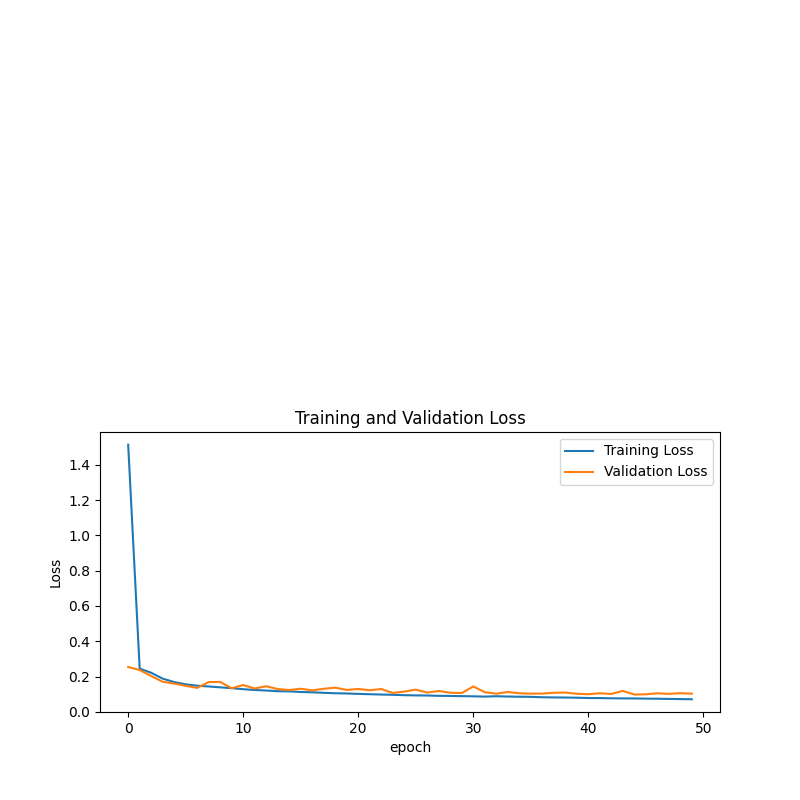 Training and Validation Loss
Training Loss
Validation Loss
1.4
1.2
1.0
0.8
0.6
0.4
0.2
0.0
Loss
0 10 20 30 40 50
epoch